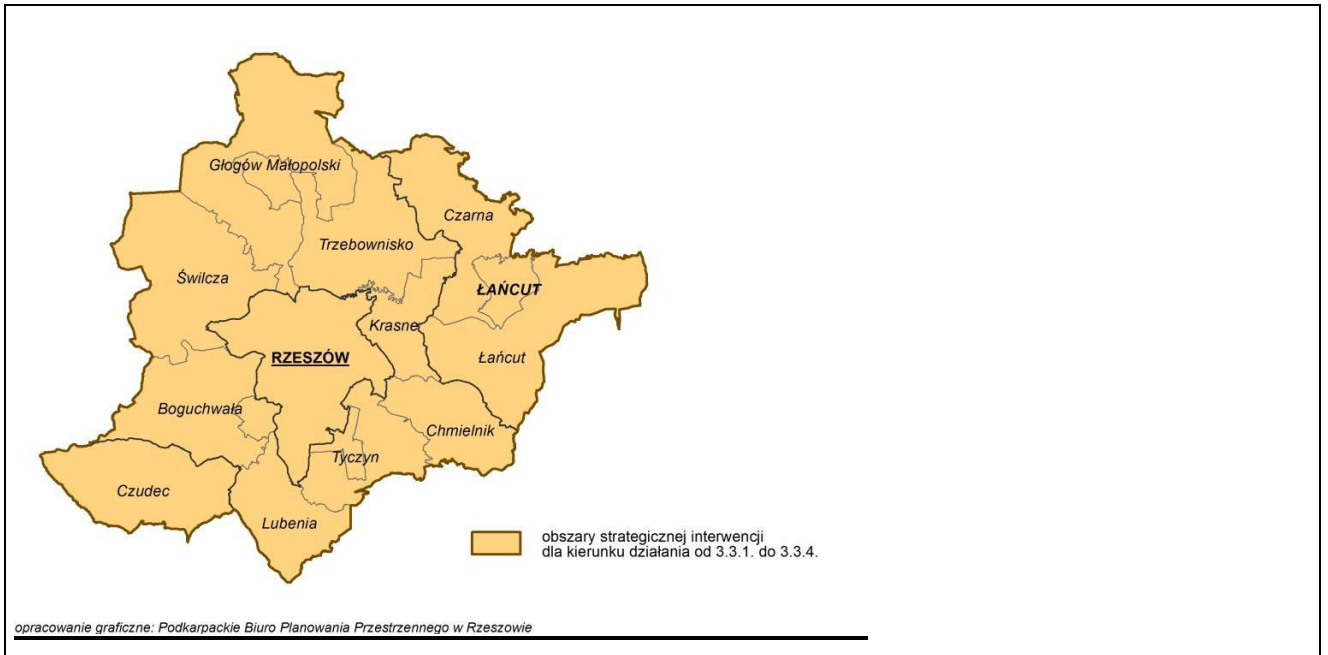 Głogów Małopolski
Czarna
Trzebownisko
Świlcza
ŁAŃCUT
Krasne
RZESZÓW
Łańcut
Boguchwała
Chmielnik
Tyczyn
Czudec
Lubenia
obszary strategicznej interwencji
dla kierunku działania od 3.3.1. do 3.3.4.
opracowanie graficzne: Podkarpackie Biuro Planowania Przestrzennego w Rzeszowie